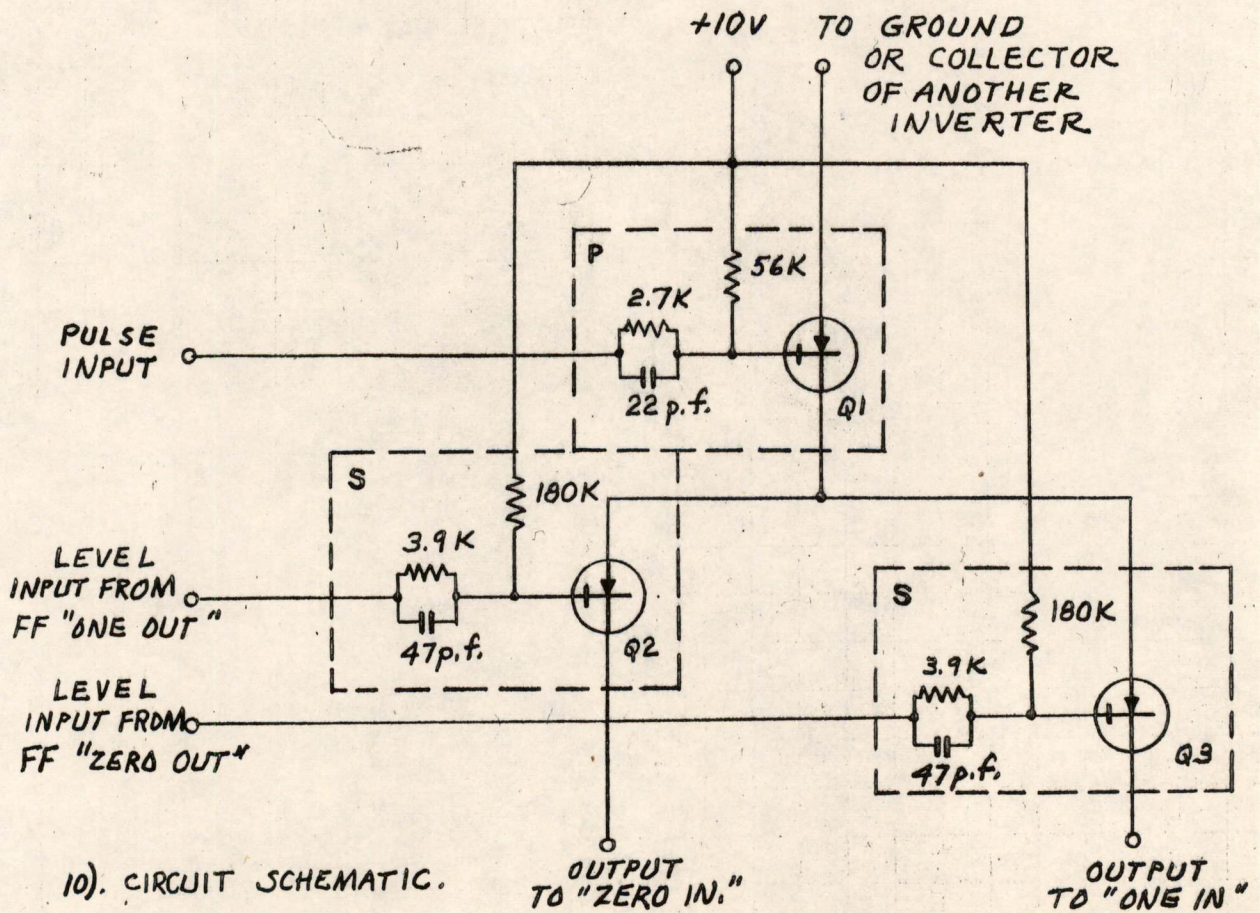 +10V TO GROUND
OR COLLECTOR
OF ANOTHER
INVERTER
P
56K
2.7K
PULSE
INPUT
22 p.f.
Q1
S
180K
3.9K
LEVEL
INPUT FROM
FF "ONE OUT"
47p.f.
Q2
S
180K
3.9K
LEVEL
INPUT FROM
FF "ZERO OUT"
47p.f.
Q3
10). CIRCUIT SCHEMATIC.
OUTPUT
TO "ZERO IN."
OUTPUT
TO "ONE IN"